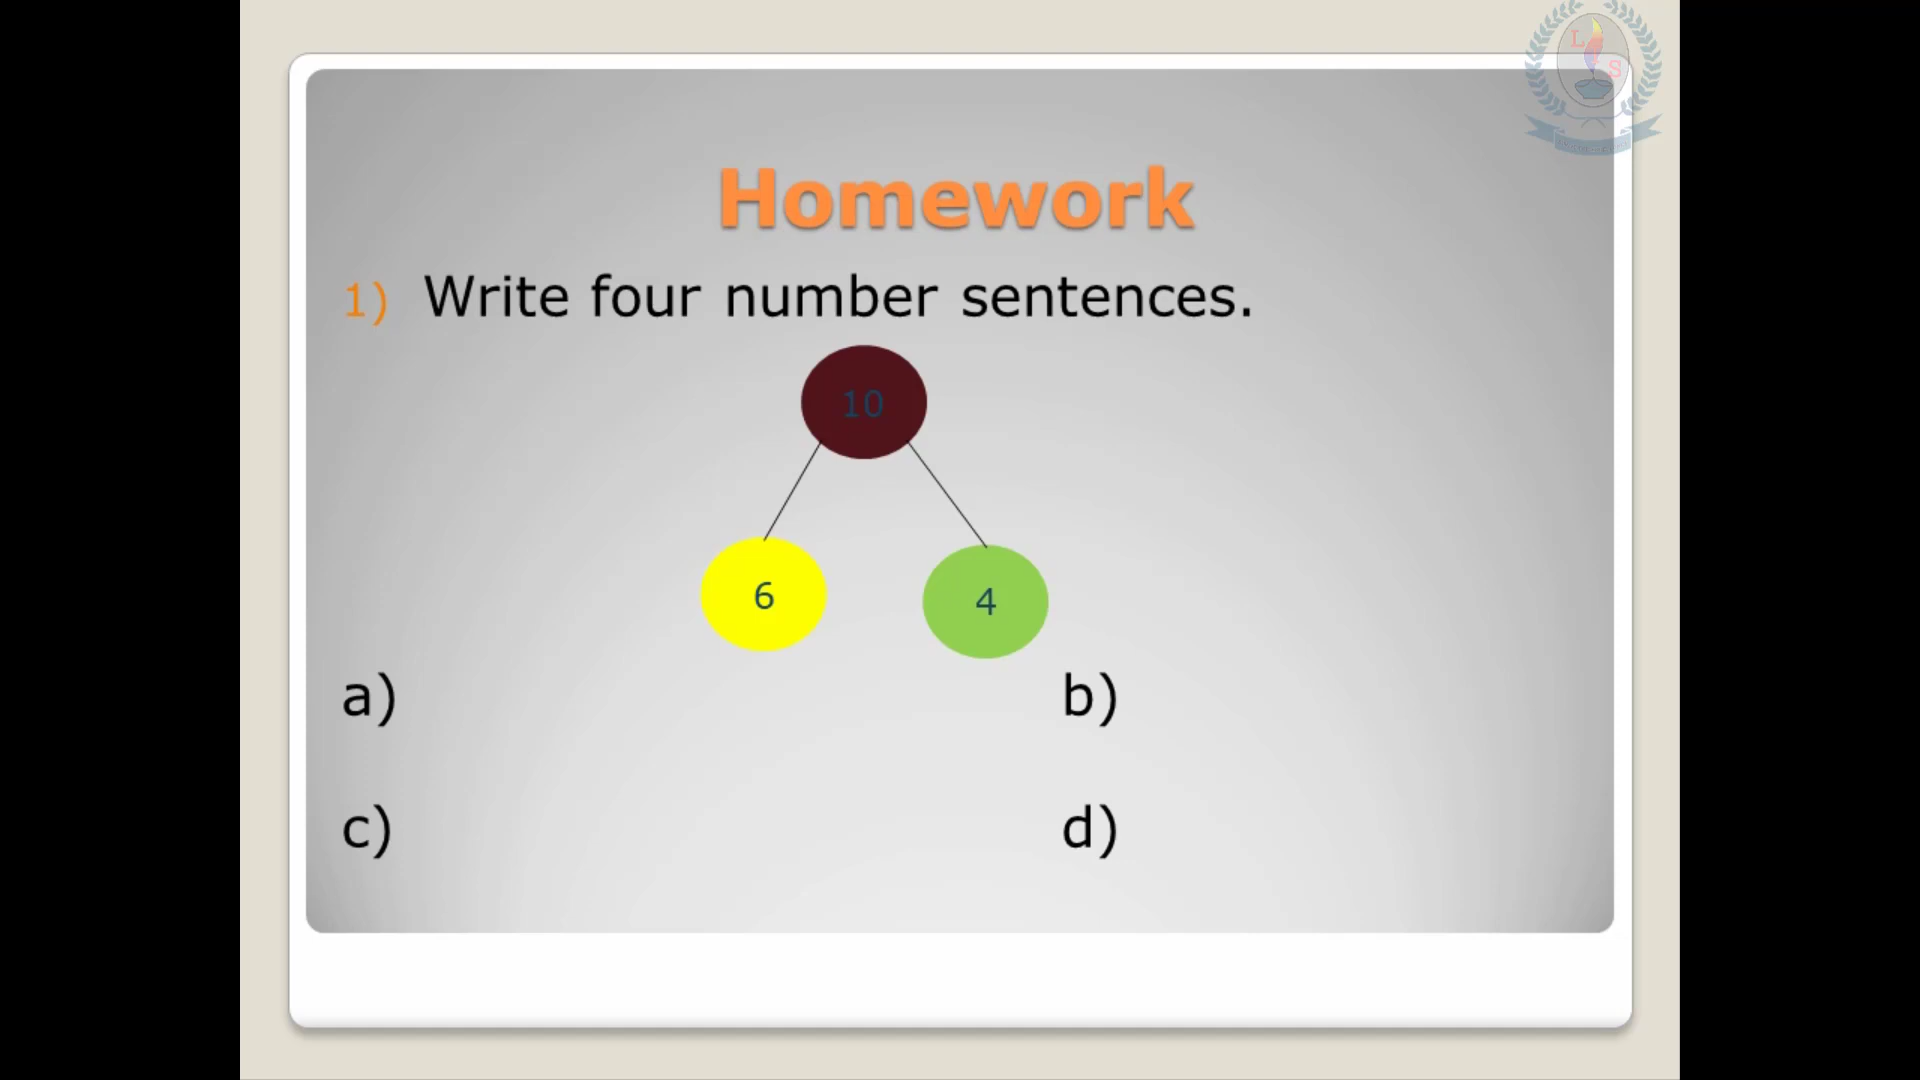 L
I
S
Homework
1) Write four number sentences.
10
6
4
a) b)
c) d)